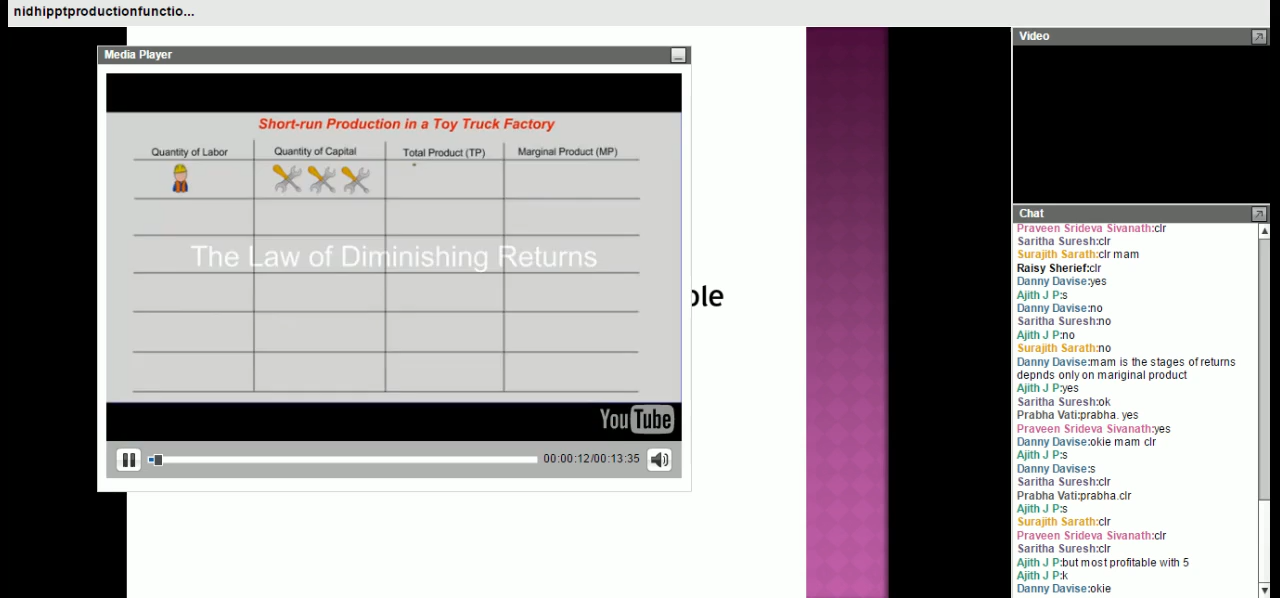 nidhipptproductionfunctio...
Media Player
Short-run Production in a Toy Truck Factory
Quantity of Labor
Quantity of Capital
Total Product (TP)
Marginal Product (MP)
The Law of Diminishing Returns
YouTube
00:00:12/00:13:35
Video
Chat
Praveen Srideva Sivanath:clr
Saritha Suresh:clr
Surajith Sarath:clr mam
Raisy Sherief:clr
Danny Davise:yes
Ajith J P:s
Danny Davise:no
Saritha Suresh:no
Ajith J P:no
Surajith Sarath:no
Danny Davise:mam is the stages of returns
depnds only on mariginal product
Ajith J P:yes
Saritha Suresh:ok
Prabha Vati:prabha. yes
Praveen Srideva Sivanath:yes
Danny Davise:okie mam clr
Ajith J P:s
Danny Davise:s
Saritha Suresh:clr
Prabha Vati:prabha.clr
Ajith J P:s
Surajith Sarath:clr
Praveen Srideva Sivanath:clr
Saritha Suresh:clr
Ajith J P:but most profitable with 5
Ajith J P:k
Danny Davise:okie